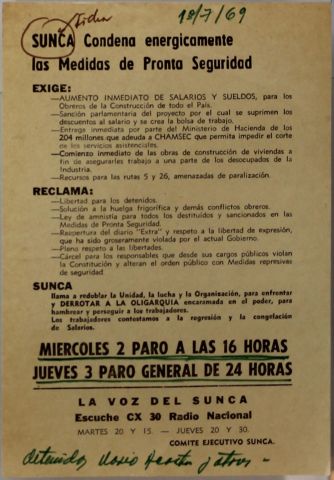 18/7/69
SUNCA Condena energicamente
las Medidas de Pronta Seguridad
EXIGE:
—AUMENTO INMEDIATO DE SALARIOS Y SUELDOS, para los
Obreros de la Construcción de todo el País.
—Sanción parlamentaria del proyecto por el cual se suprimen los
descuentos al salario y se crea la bolsa de trabajo.
—Entrega inmediata por parte del Ministerio de Hacienda de los
204 millones que adeuda a CHAMSEC que permita impedir el corte
de los servicios asistenciales.
—Comienzo inmediato de las obras de construcción de viviendas a
fin de asegurarles trabajo a una parte de los desocupados de la
Industria.
—Recursos para las rutas 5 y 26, amenazadas de paralización.
RECLAMA:
—Libertad para los detenidos.
—Solución a la huelga frigorífica y demás conflictos obreros.
—Ley de amnistía para todos los destituídos y sancionados en las
Medidas de Pronta Seguridad.
—Reapertura del diario "Extra" y respeto a la libertad de expresión,
que ha sido groseramente violada por el actual Gobierno.
—Pleno respeto a las libertades.
—Cárcel para los responsables que desde sus cargos públicos violan
la Constitución y alteran el orden público con Medidas represivas
de seguridad
SUNCA
llama a redoblar la Unidad, la lucha y la Organización, para enfrentar
y DERROTAR A LA OLIGARQUIA encaramada en el poder, para
hambrear y perseguir a los trabajadores.
Los trabajadores contestamos a la regresión y la congelación
de Salarios.
MIERCOLES 2 PARO A LAS 16 HORAS
JUEVES 3 PARO GENERAL DE 24 HORAS
LA VOZ DEL SUNCA
Escuche CX 30 Radio Nacional
MARTES 20 Y 15. — JUEVES 20 Y 30.
COMITE EJECUTIVO SUNCA.
detenidos